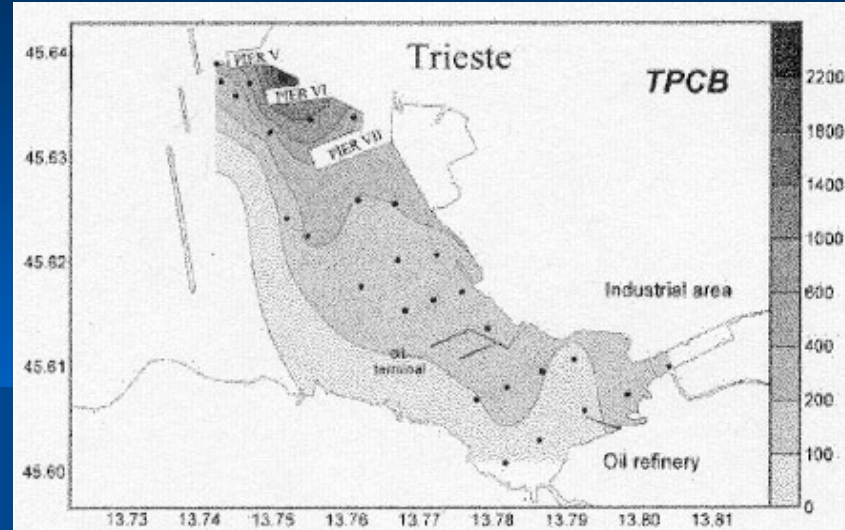 45.64
45.63
45.62
45.61
45.60
13.73 13.74 13.75 13.76 13.77 13.78 13.79 13.80 13.81
Trieste
TPCB
PIER V
PIER VI
PIER VII
Industrial area
oil
terminal
Oil refinery
2200
1800
1400
1000
600
400
200
100
0